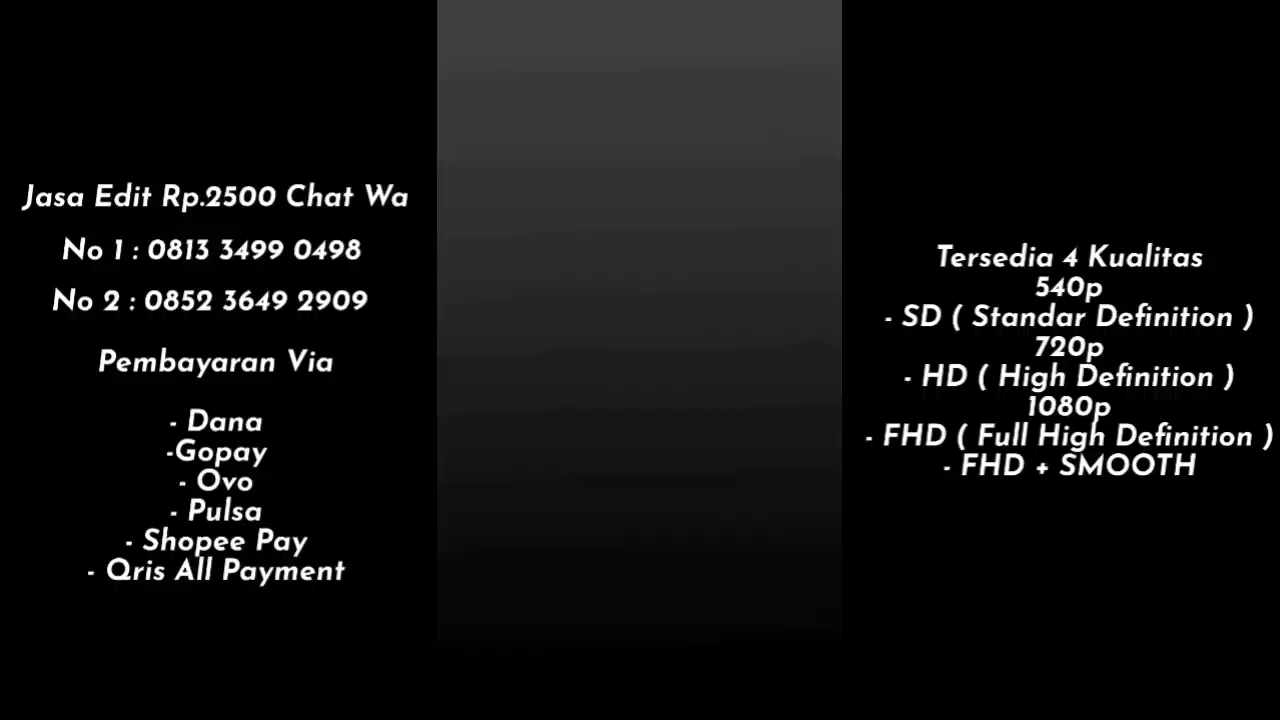 Jasa Edit Rp.2500 Chat Wa
No 1 : 0813 3499 0498
No 2 : 0852 3649 2909
Pembayaran Via
- Dana
-Gopay
- Ovo
- Pulsa
- Shopee Pay
- Qris All Payment
Tersedia 4 Kualitas
540p
- SD ( Standar Definition )
720p
- HD ( High Definition )
1080p
- FHD ( Full High Definition )
- FHD + SMOOTH